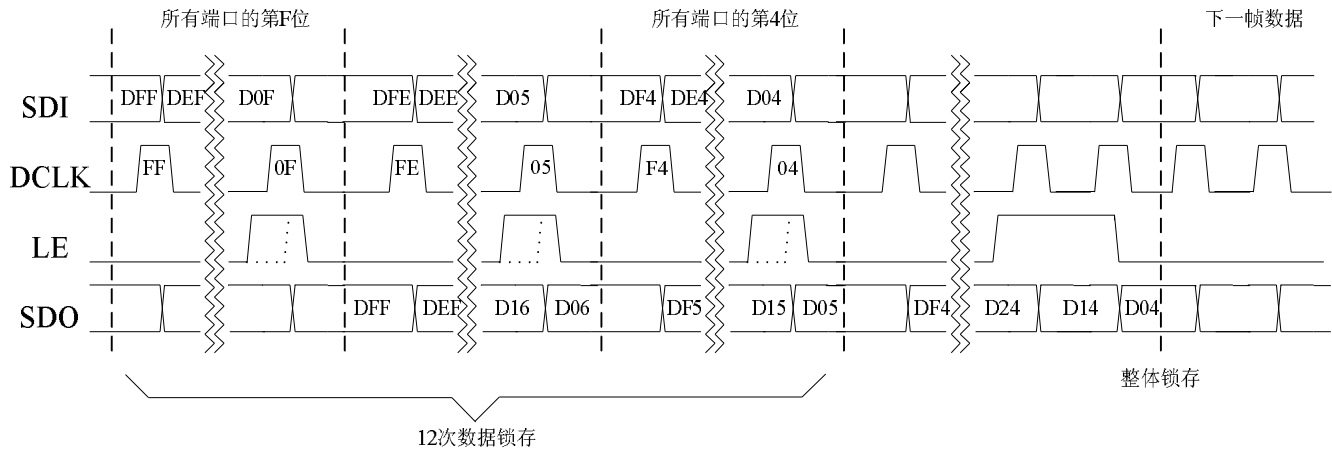 所有端口的第F位 所有端口的第4位 下一帧数据
SDI DFF DEF D0F DFE DEE D05 DF4 DE4 D04
DCLK FF 0F FE 05 F4 04
LE
SDO DFF DEF D16 D06 DF5 D15 D05 DF4 D24 D14 D04
整体锁存
12次数据锁存